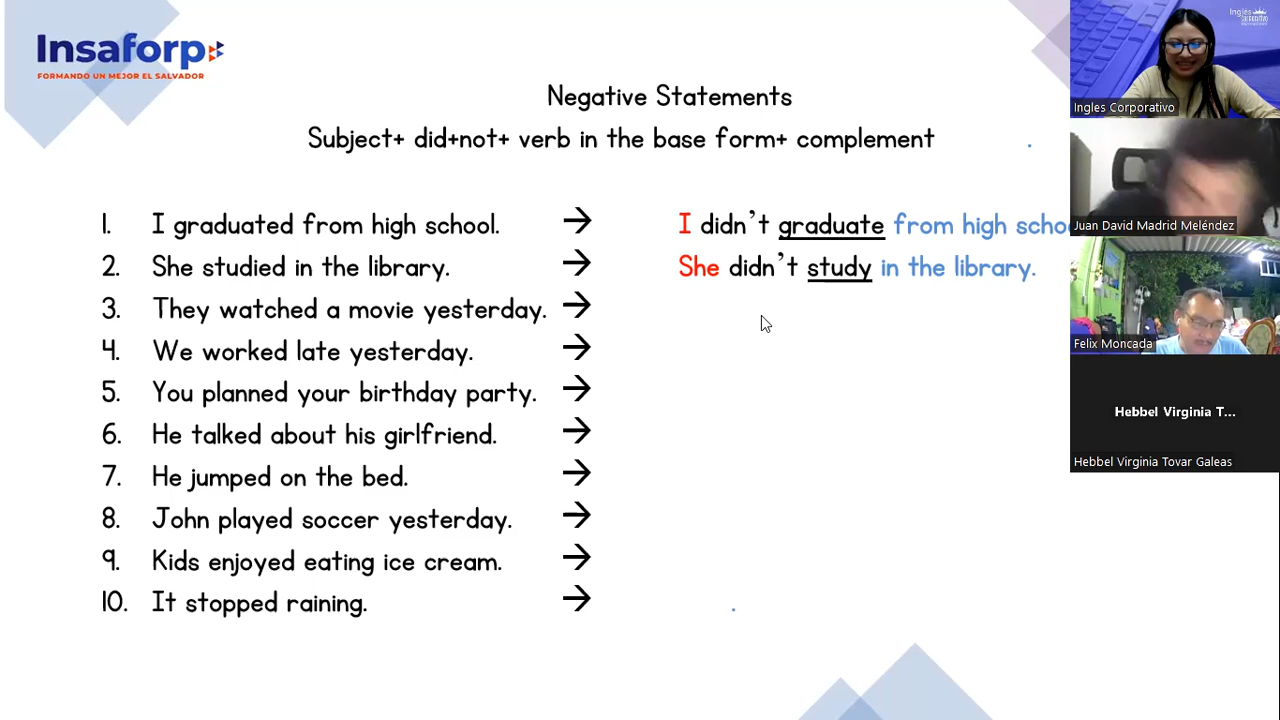 Insaforp
FORMANDO UN MEJOR EL SALVADOR
Negative Statements
Subject+ did+not+ verb in the base form+ complement .
1. I graduated from high school. → I didn't graduate from high schoo
2. She studied in the library. → She didn't study in the library.
3. They watched a movie yesterday. →
4. We worked late yesterday. →
5. You planned your birthday party. →
6. He talked about his girlfriend. →
7. He jumped on the bed. →
8. John played soccer yesterday. →
9. Kids enjoyed eating ice cream. →
10. It stopped raining. → .
Ingles Corporativo
Juan David Madrid Meléndez
Felix Moncada
Hebbel Virginia T...
Hebbel Virginia Tovar Galeas